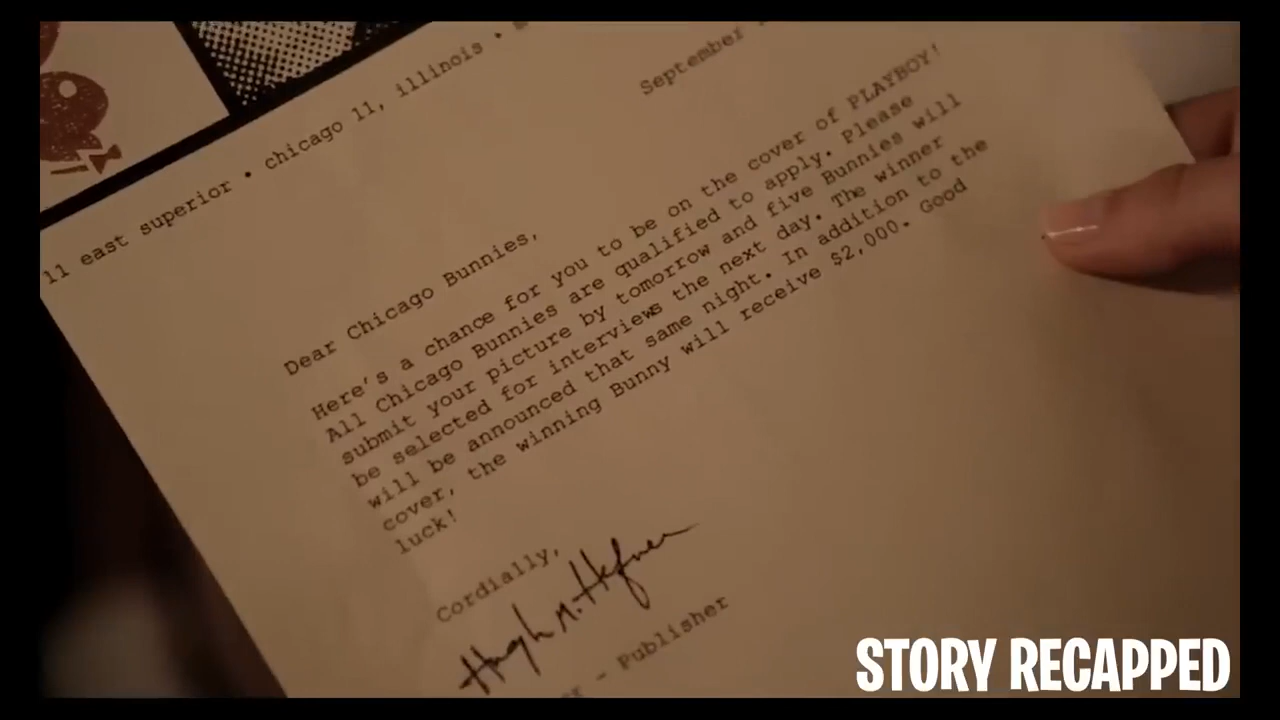 11 east superior • chicago 11, illinois •
September
Dear Chicago Bunnies,
Here's a chance for you to be on the cover of PLAYBOY!
All Chicago Bunnies are qualified to apply. Please
submit your picture by tomorrow and five Bunnies will
be selected for interviews the next day. The winner
will be announced that same night. In addition to the
cover, the winning Bunny will receive $2,000. Good
luck!
Cordially,
Hugh M. Hefner
- Publisher
STORY RECAPPED